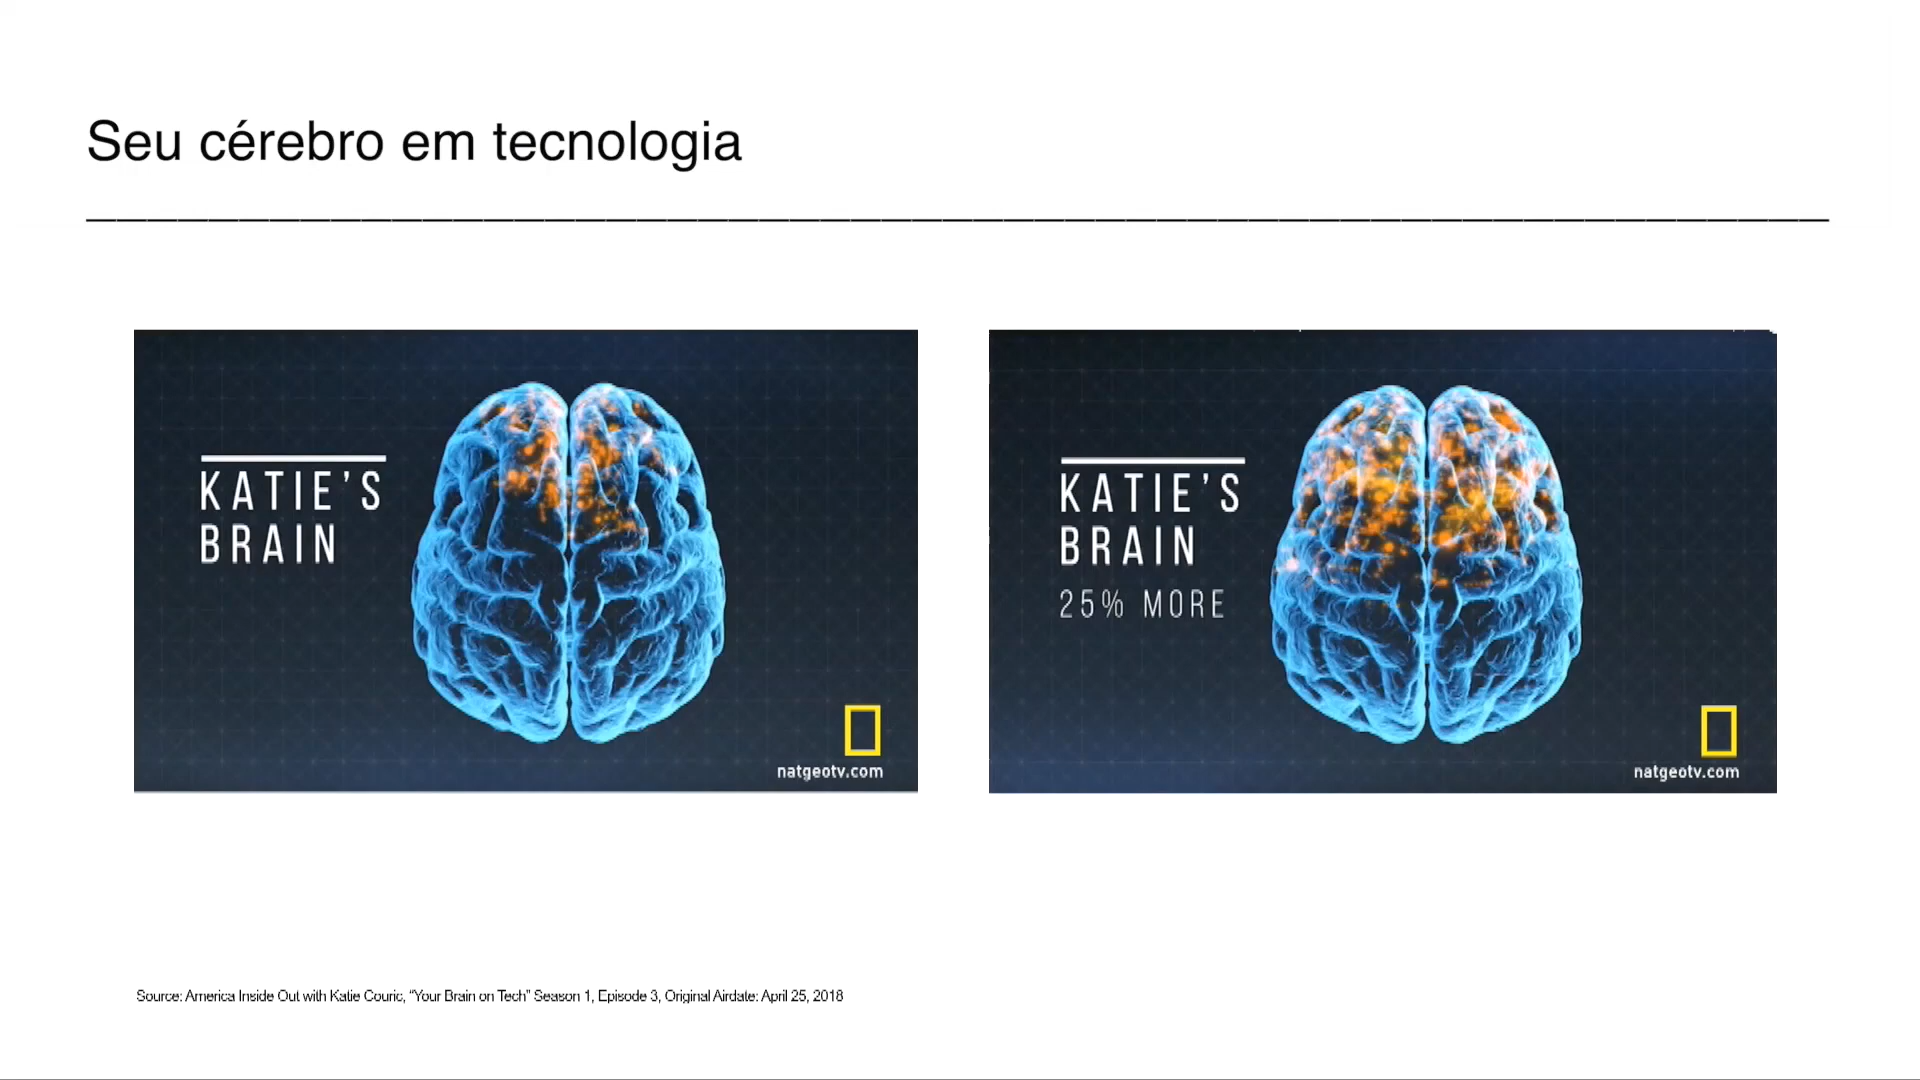 Seu cérebro em tecnologia
KATIE'S
BRAIN
natgeotv.com
KATIE'S
BRAIN
25% MORE
natgeotv.com
Source: America Inside Out with Katie Couric, “Your Brain on Tech” Season 1, Episode 3, Original Airdate: April 25, 2018